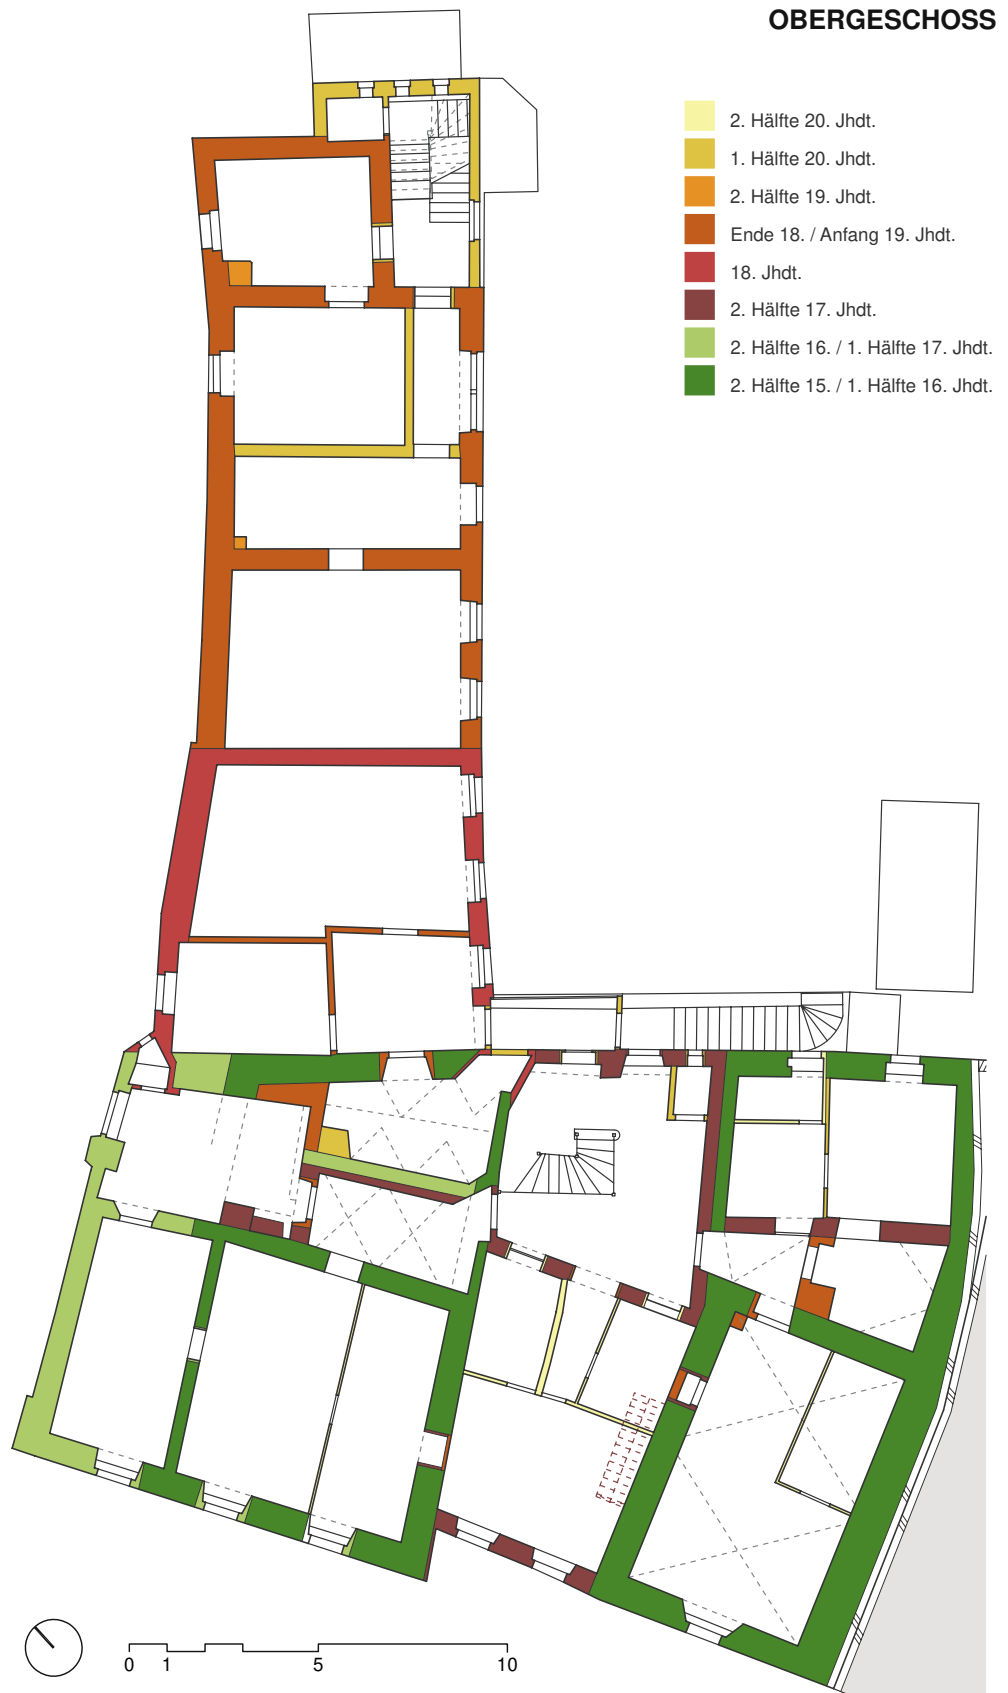 OBERGESCHOSS
2. Hälfte 20. Jhdt.
1. Hälfte 20. Jhdt.
2. Hälfte 19. Jhdt.
Ende 18. / Anfang 19. Jhdt.
18. Jhdt.
2. Hälfte 17. Jhdt.
2. Hälfte 16. / 1. Hälfte 17. Jhdt.
2. Hälfte 15. / 1. Hälfte 16. Jhdt.
0 1 5 10